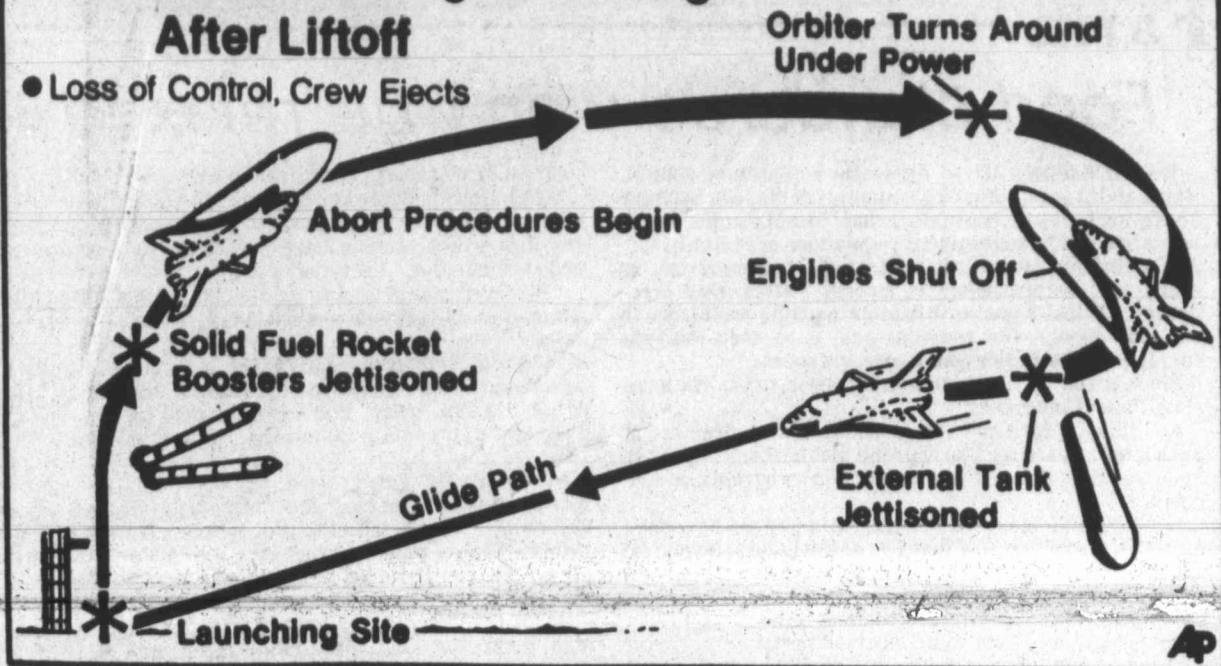 After Liftoff
● Loss of Control, Crew Ejects
Orbiter Turns Around
Under Power
Abort Procedures Begin
Engines Shut Off
Solid Fuel Rocket
Boosters Jettisoned
External Tank
Jettisoned
Glide Path
Launching Site
AP